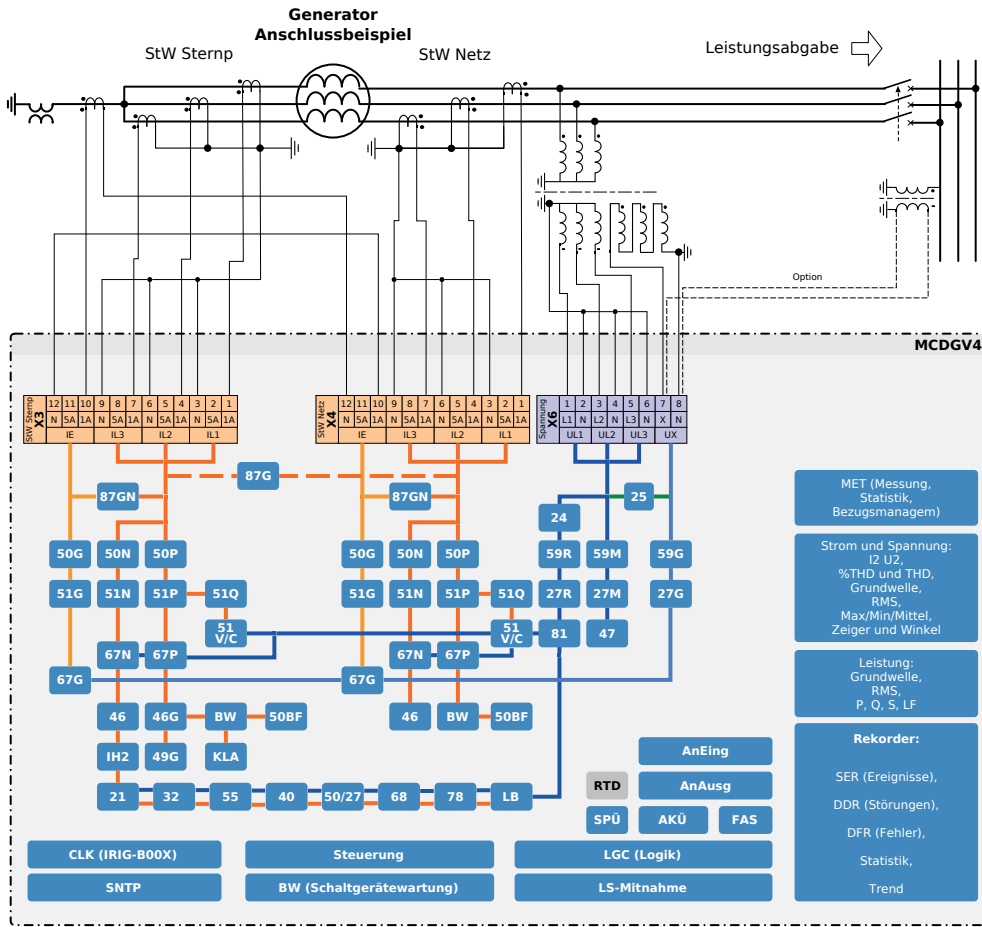 Generator
Anschlussbeispiel
StW Sternp
StW Netz
Leistungsabgabe
Option
MCDGV4
StW Sternp
X3
12 11 10 9 8 7 6 5 4 3 2 1
N 5A 1A N 5A 1A N 5A 1A N 5A 1A
IE IL3 IL2 IL1
StW Netz
X4
12 11 10 9 8 7 6 5 4 3 2 1
N 5A 1A N 5A 1A N 5A 1A N 5A 1A
IE IL3 IL2 IL1
Spannung
X6
1 2 3 4 5 6 7 8
L1 N L2 N L3 N X N
UL1 UL2 UL3 UX
87G
87GN
87GN
25
24
50G 50N 50P
50G 50N 50P
59R 59M 59G
51G 51N 51P 51Q
51G 51N 51P 51Q
27R 27M 27G
51
V/C
51
V/C
81 47
67N 67P
67N 67P
67G
67G
46 46G BW 50BF
46 BW 50BF
IH2 49G KLA
21 32 55 40 50/27 68 78 LB
AnEing
RTD AnAusg
SPÜ AKÜ FAS
CLK (IRIG-B00X)
Steuerung
LGC (Logik)
SNTP
BW (Schaltgerätewartung)
LS-Mitnahme
MET (Messung,
Statistik,
Bezugsmanagem)
Strom und Spannung:
I2 U2,
%THD und THD,
Grundwelle,
RMS,
Max/Min/Mittel,
Zeiger und Winkel
Leistung:
Grundwelle,
RMS,
P, Q, S, LF
Rekorder:
SER (Ereignisse),
DDR (Störungen),
DFR (Fehler),
Statistik,
Trend